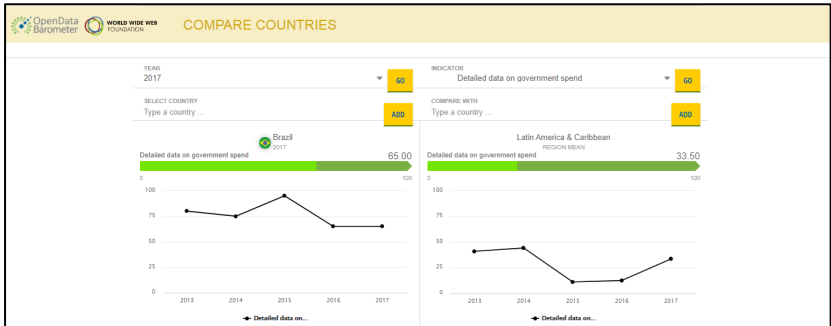 OpenData
Barometer
WORLD WIDE WEB
FOUNDATION
COMPARE COUNTRIES
YEAR
2017
GO
INDICATOR
Detailed data on government spend
GO
SELECT COUNTRY
Type a country ...
ADD
COMPARE WITH
Type a country ...
ADD
Brazil
2017
Detailed data on government spend 65.00
0 100
100
75
50
25
0
2013 2014 2015 2016 2017
Detailed data on...
Latin America & Caribbean
REGION MEAN
Detailed data on government spend 33.50
0 100
100
75
50
25
0
2013 2014 2015 2016 2017
Detailed data on...